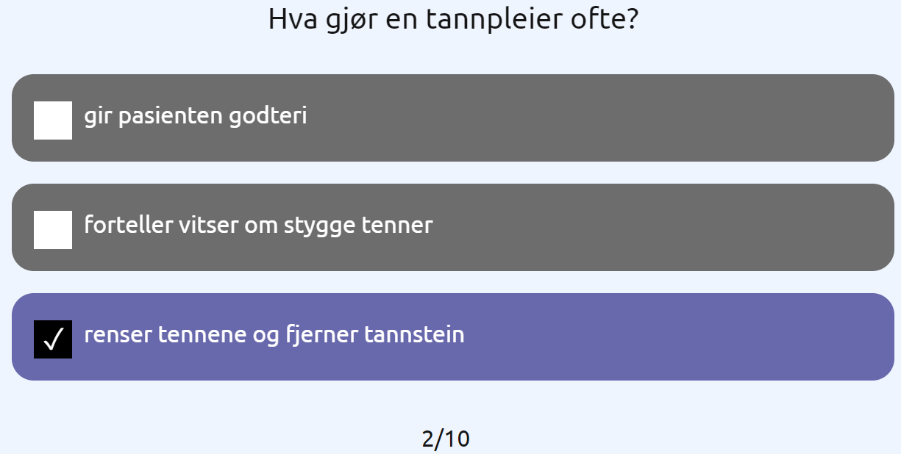 Hva gjør en tannpleier ofte?
gir pasienten godteri
forteller vitser om stygge tenner
✓ renser tennene og fjerner tannstein
2/10